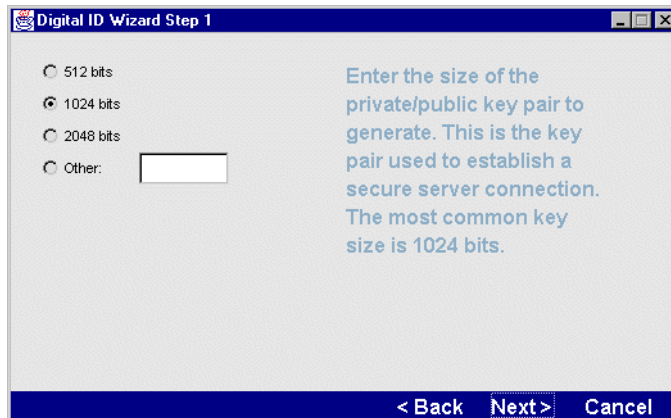 Digital ID Wizard Step 1
512 bits
1024 bits
2048 bits
Other:
Enter the size of the
private/public key pair to
generate. This is the key
pair used to establish a
secure server connection.
The most common key
size is 1024 bits.
< Back Next> Cancel